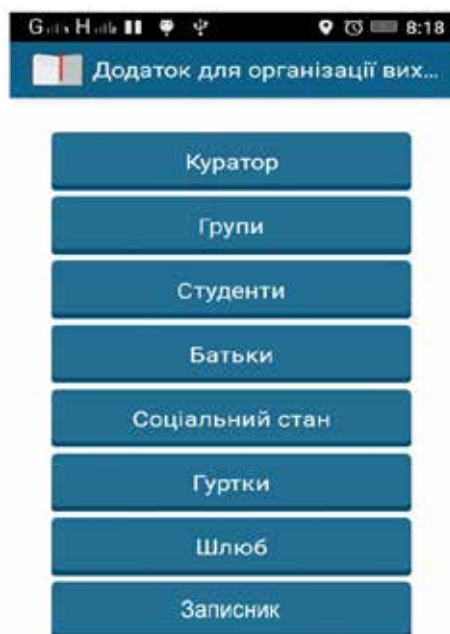 G H 8:18
Додаток для організації вих...
Куратор
Групи
Студенти
Батьки
Соціальний стан
Гуртки
Шлюб
Записник